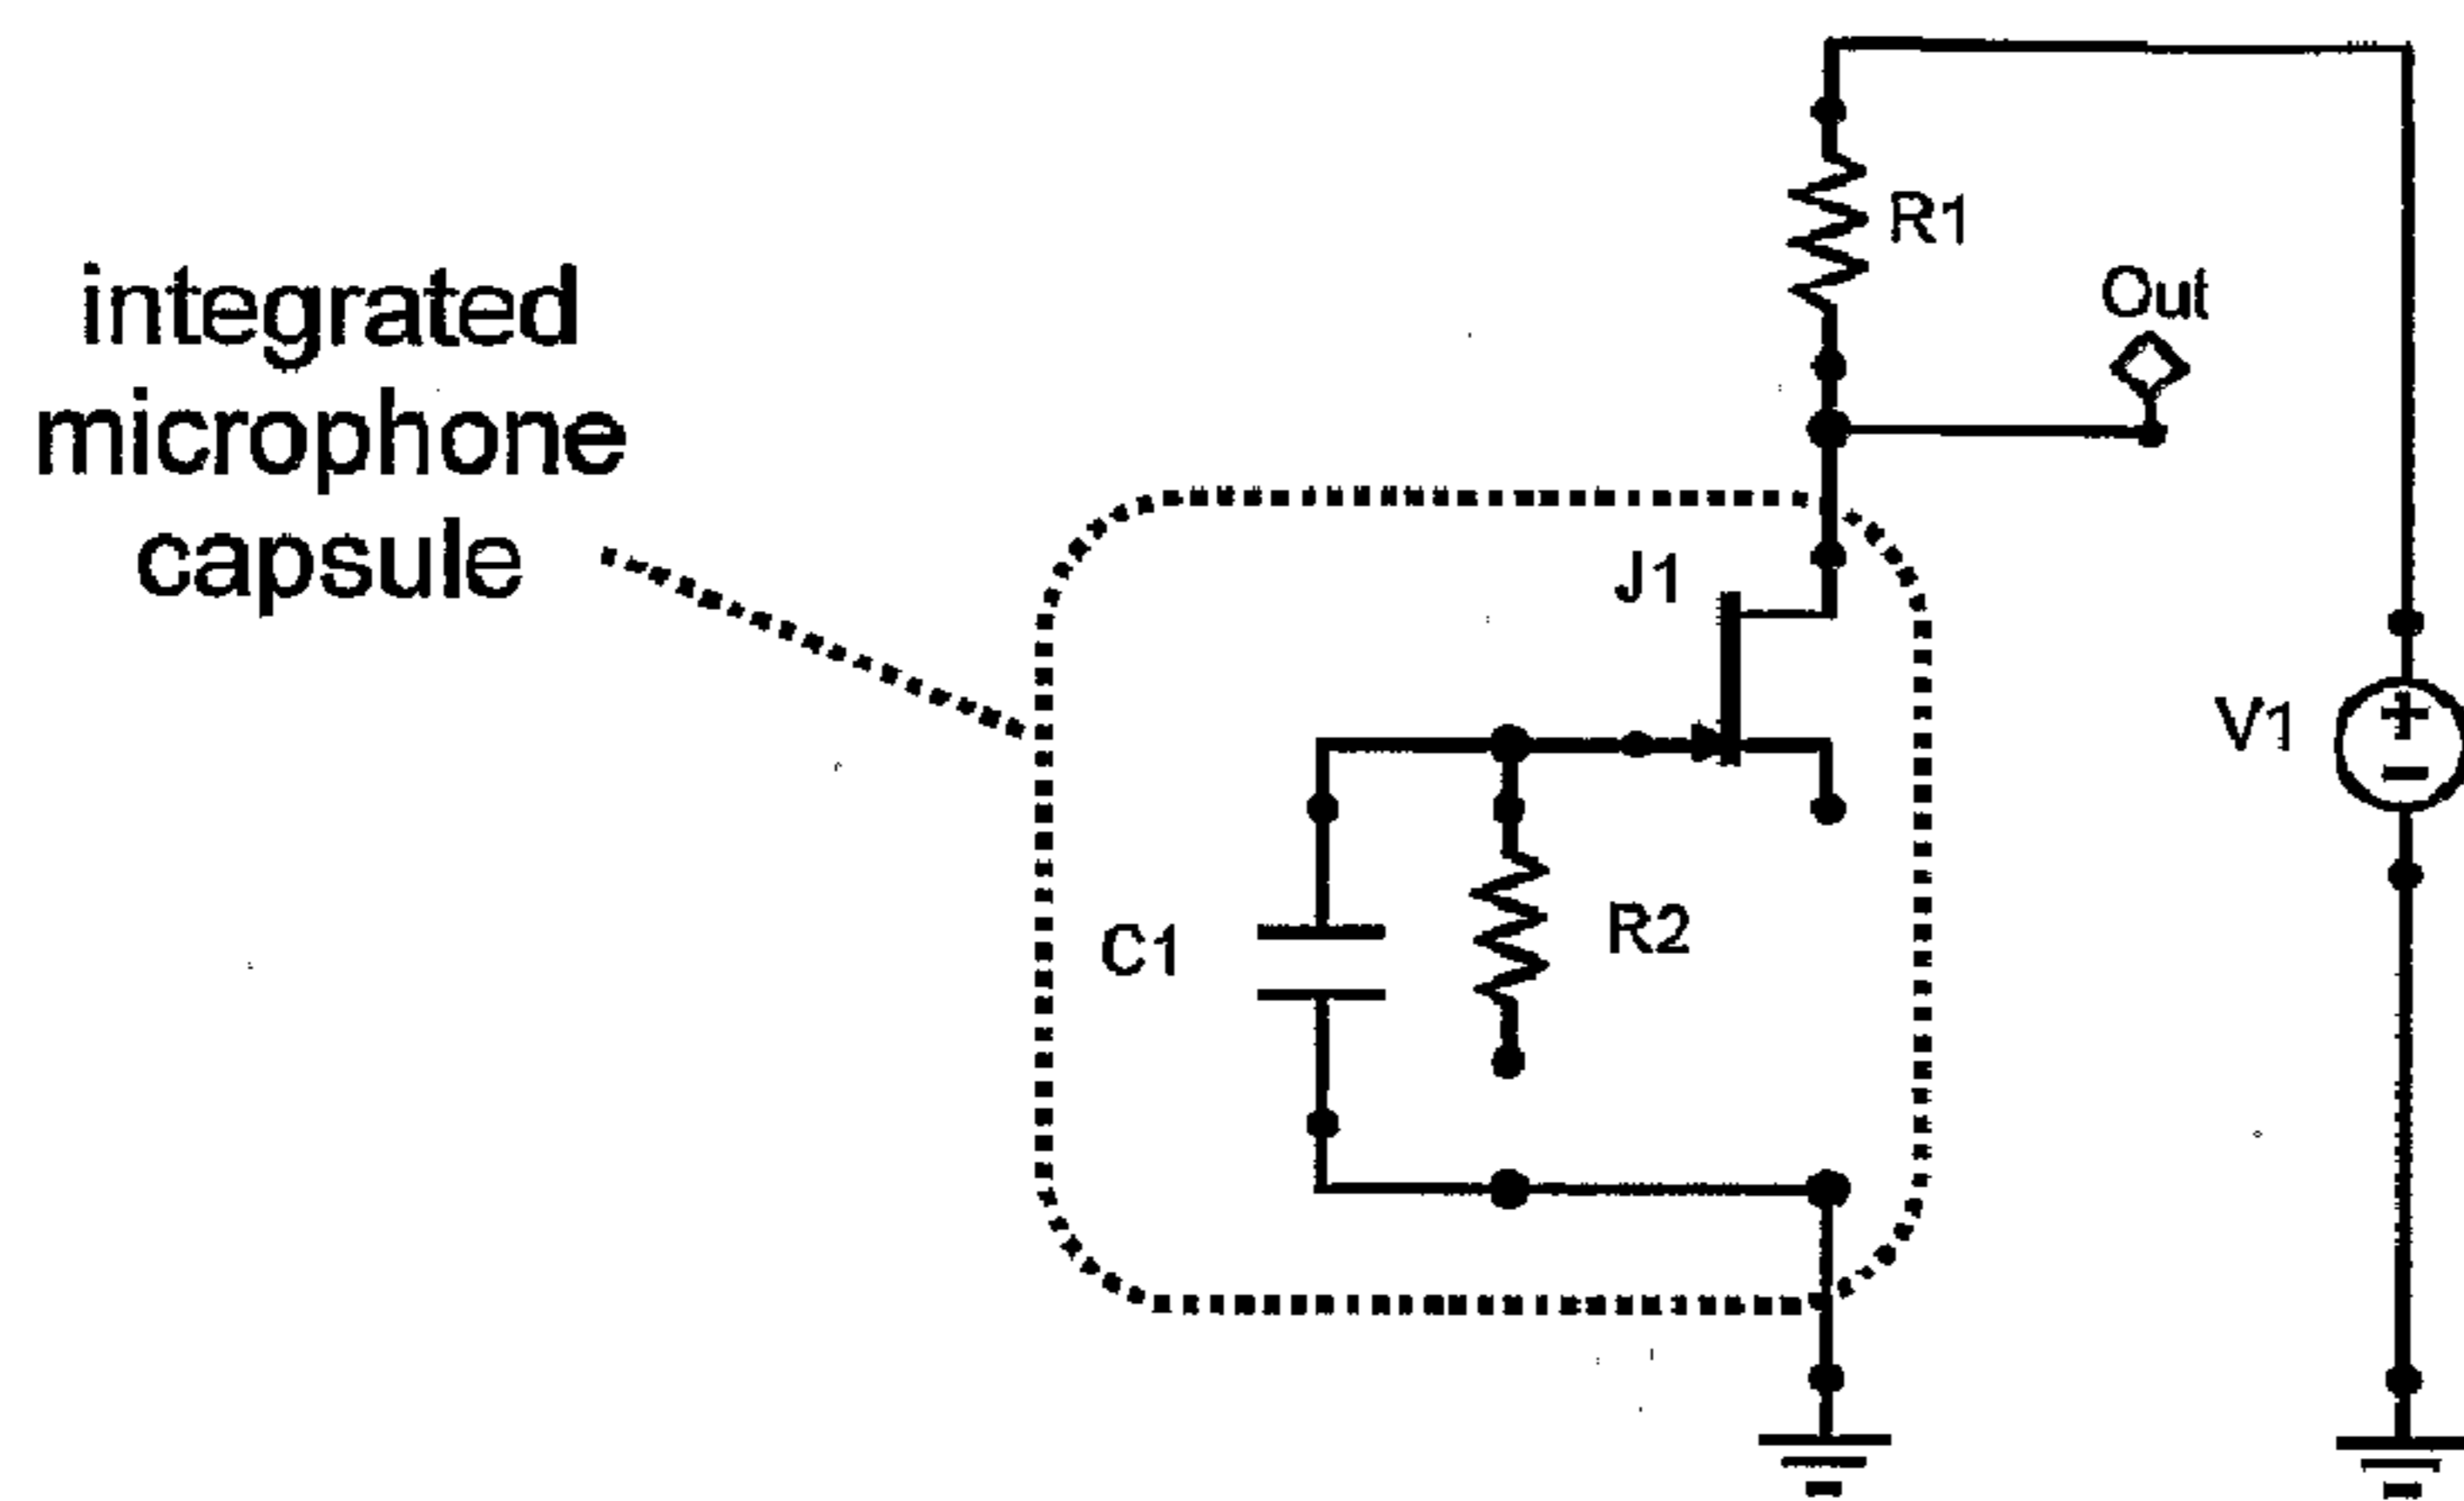 integrated
microphone
capsule
R1
Out
J1
V1
+
−
C1
R2